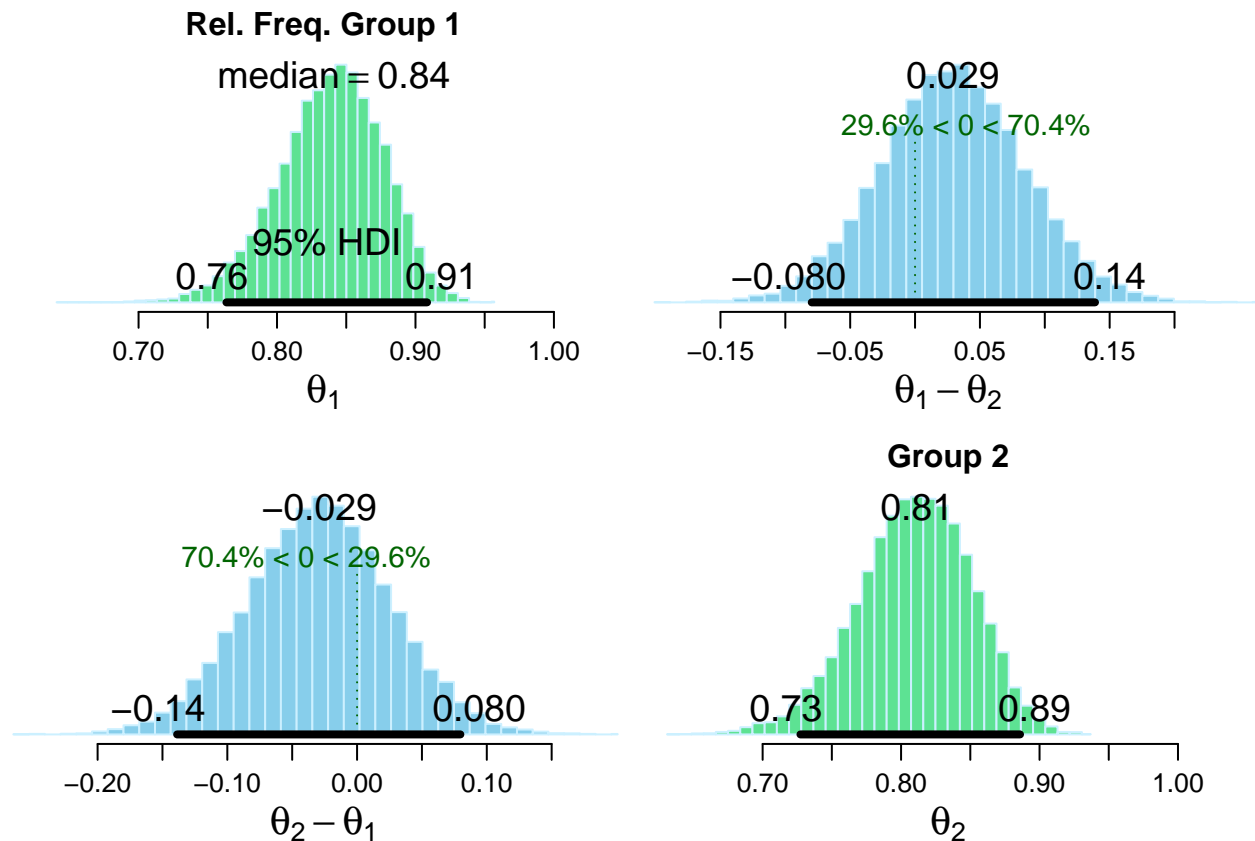 Rel. Freq. Group 1
median = 0.84
95% HDI
0.76 0.91
0.70 0.80 0.90 1.00
θ1
0.029
29.6% < 0 < 70.4%
−0.080 0.14
−0.15 −0.05 0.05 0.15
θ1 − θ2
−0.029
70.4% < 0 < 29.6%
−0.14 0.080
−0.20 −0.10 0.00 0.10
θ2 − θ1
Group 2
0.81
0.73 0.89
0.70 0.80 0.90 1.00
θ2